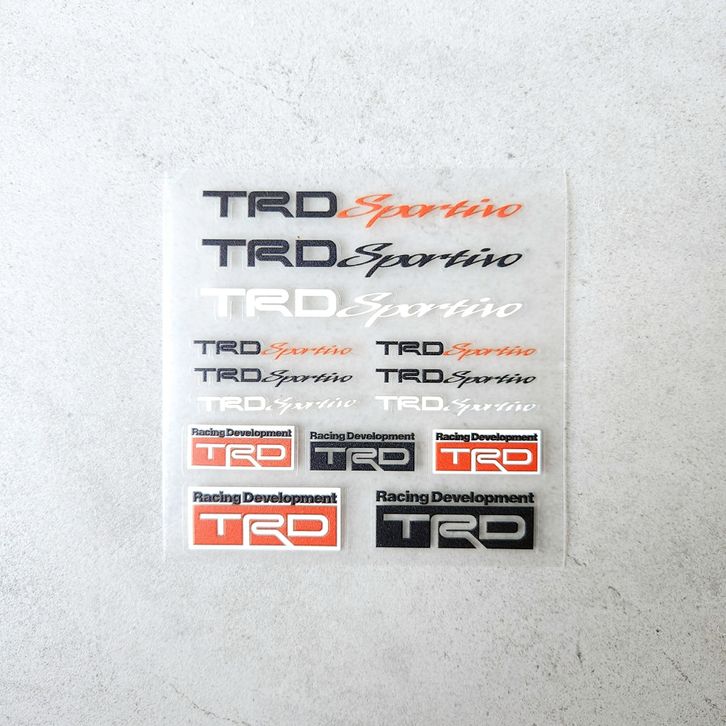 TRD Sportivo
TRD Sportivo
TRD Sportivo
TRD Sportivo TRD Sportivo
TRD Sportivo TRD Sportivo
TRD Sportivo TRD Sportivo
Racing Development Racing Development Racing Development
TRD TRD TRD
Racing Development Racing Development
TRD TRD